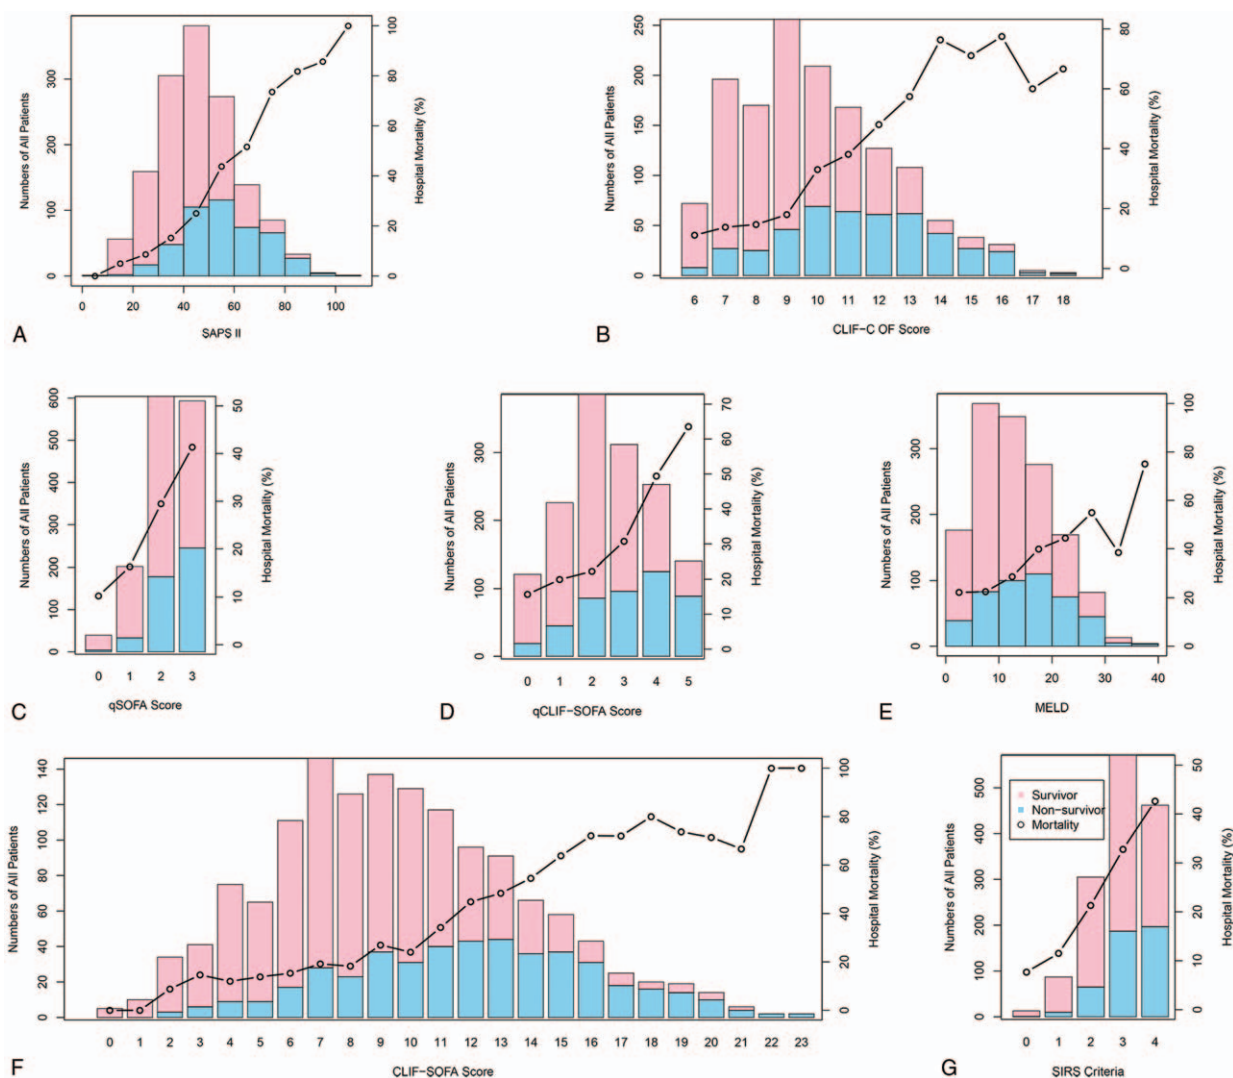 Numbers of All Patients
0 100 200 300
0 20 40 60 80 100
Hospital Mortality (%)
0 20 40 60 80 100
SAPS II
A
Numbers of All Patients
0 50 100 150 200 250
0 20 40 60 80
Hospital Mortality (%)
6 7 8 9 10 11 12 13 14 15 16 17 18
CLIF-C OF Score
B
Numbers of All Patients
0 100 200 300 400 500 600
0 10 20 30 40 50
Hospital Mortality (%)
0 1 2 3
qSOFA Score
C
Numbers of All Patients
0 100 200 300
0 10 20 30 40 50 60 70
Hospital Mortality (%)
0 1 2 3 4 5
qCLIF-SOFA Score
D
Numbers of All Patients
0 100 200 300
0 20 40 60 80 100
Hospital Mortality (%)
0 10 20 30 40
MELD
E
Numbers of All Patients
0 20 40 60 80 100 120 140
0 20 40 60 80 100
Hospital Mortality (%)
0 1 2 3 4 5 6 7 8 9 10 11 12 13 14 15 16 17 18 19 20 21 22 23
CLIF-SOFA Score
F
Numbers of All Patients
0 100 200 300 400 500
Survivor
Non-survivor
Mortality
0 10 20 30 40 50
Hospital Mortality (%)
0 1 2 3 4
SIRS Criteria
G